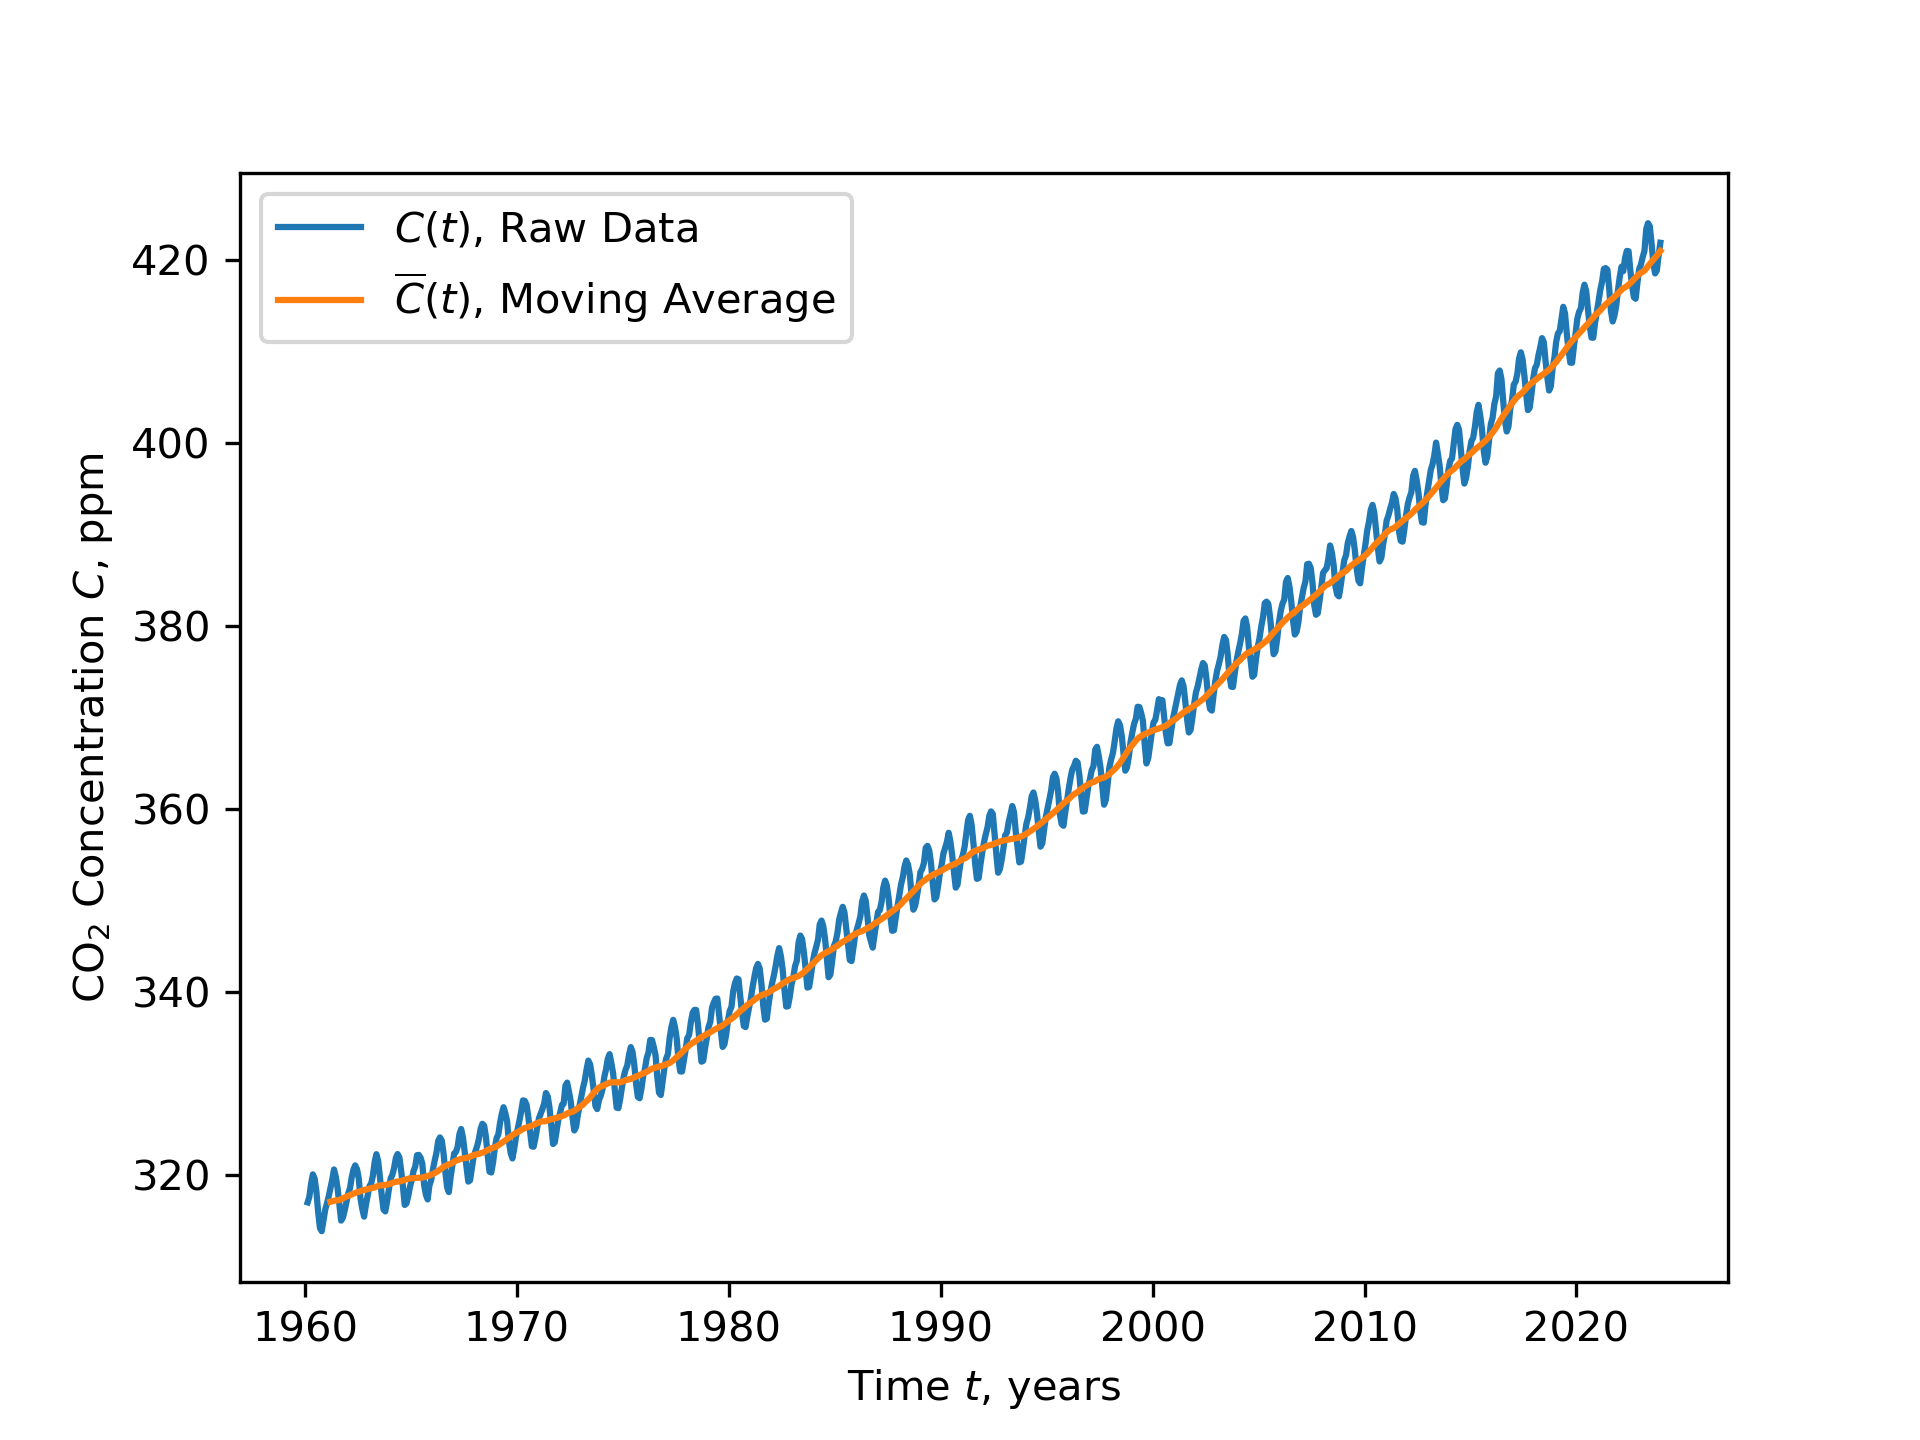 C(t), Raw Data
C̅(t), Moving Average
420
400
380
360
340
320
CO₂ Concentration C, ppm
1960 1970 1980 1990 2000 2010 2020
Time t, years